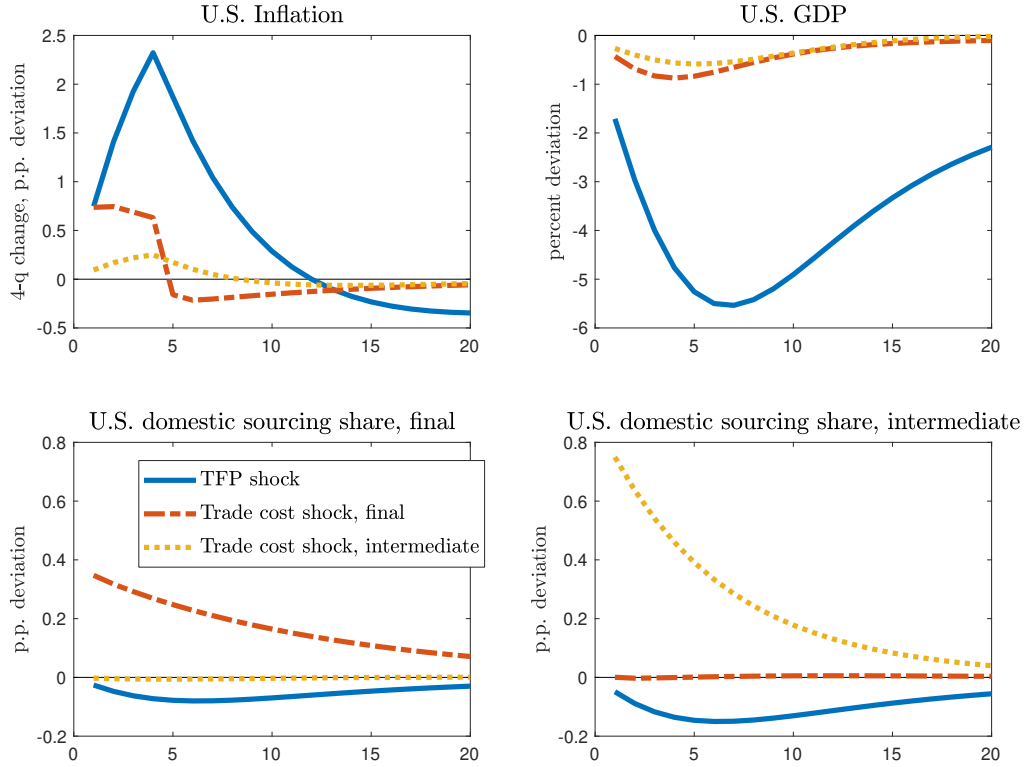 U.S. Inflation
4-q change, p.p. deviation
2.5
2
1.5
1
0.5
0
-0.5
0 5 10 15 20
U.S. GDP
percent deviation
0
-1
-2
-3
-4
-5
-6
0 5 10 15 20
U.S. domestic sourcing share, final
p.p. deviation
0.8
0.6
0.4
0.2
0
-0.2
0 5 10 15 20
TFP shock
Trade cost shock, final
Trade cost shock, intermediate
U.S. domestic sourcing share, intermediate
p.p. deviation
0.8
0.6
0.4
0.2
0
-0.2
0 5 10 15 20